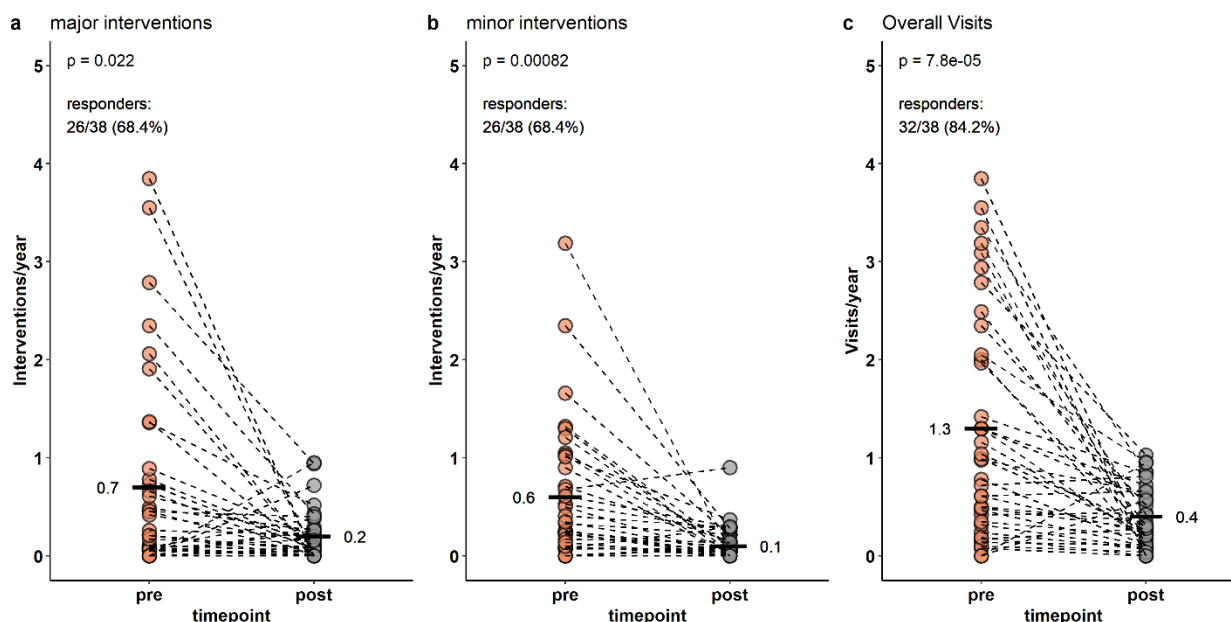 a major interventions
p = 0.022
responders:
26/38 (68.4%)
5
4
3
2
1
0
Interventions/year
0.7
0.2
pre post
timepoint
b minor interventions
p = 0.00082
responders:
26/38 (68.4%)
5
4
3
2
1
0
Interventions/year
0.6
0.1
pre post
timepoint
c Overall Visits
p = 7.8e-05
responders:
32/38 (84.2%)
5
4
3
2
1
0
Visits/year
1.3
0.4
pre post
timepoint